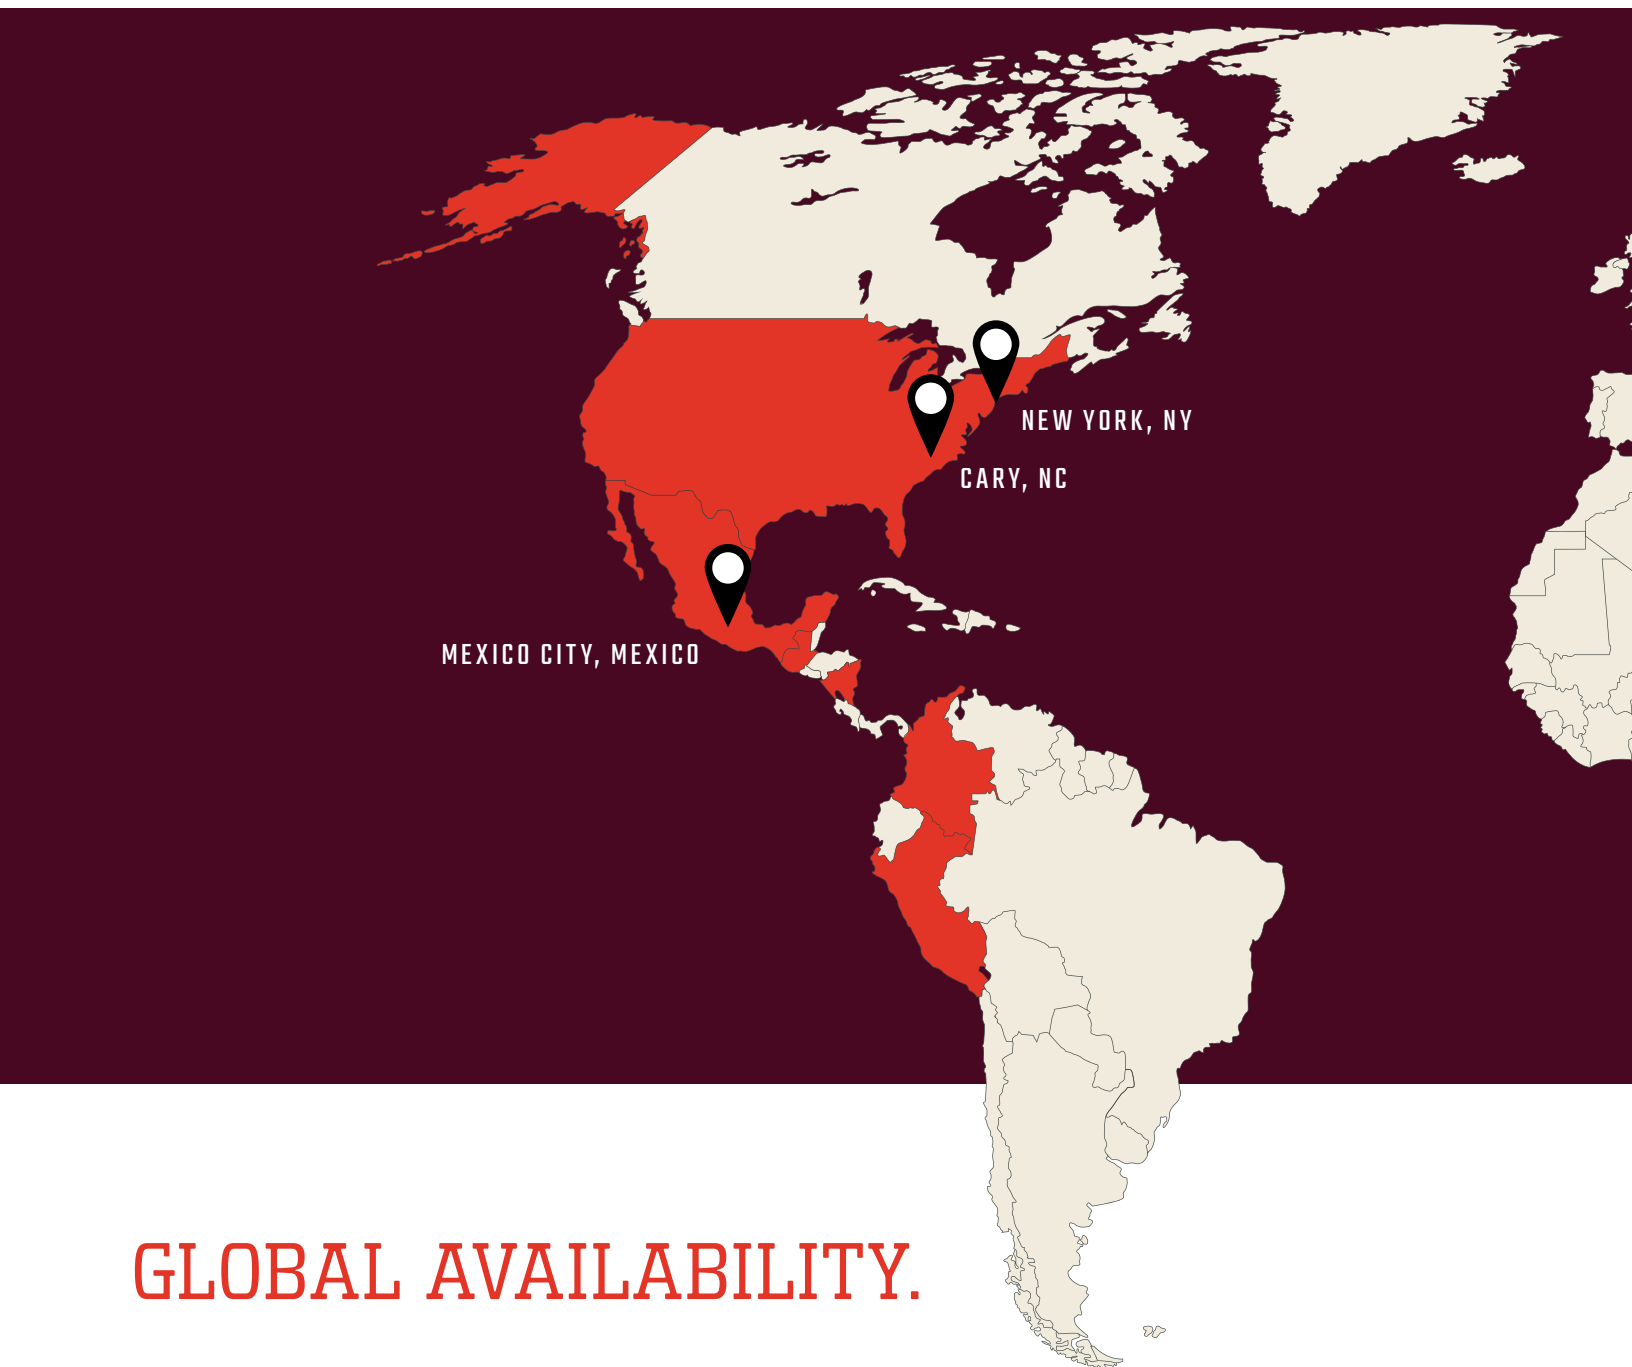 NEW YORK, NY
CARY, NC
MEXICO CITY, MEXICO
GLOBAL AVAILABILITY.